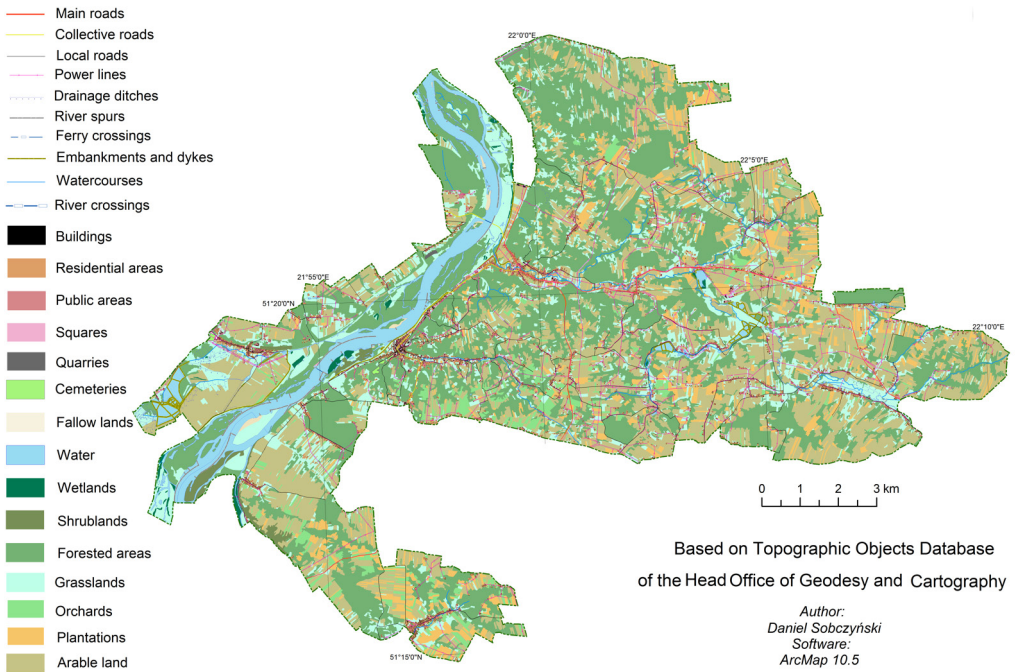 Main roads
Collective roads
Local roads
Power lines
Drainage ditches
River spurs
Ferry crossings
Embankments and dykes
Watercourses
River crossings
Buildings
Residential areas
Public areas
Squares
Quarries
Cemeteries
Fallow lands
Water
Wetlands
Shrublands
Forested areas
Grasslands
Orchards
Plantations
Arable land
22°0'0"E
22°5'0"E
21°55'0"E
51°20'0"N
22°10'0"E
51°15'0"N
0 1 2 3 km
Based on Topographic Objects Database
of the Head Office of Geodesy and Cartography
Author:
Daniel Sobczyński
Software:
ArcMap 10.5